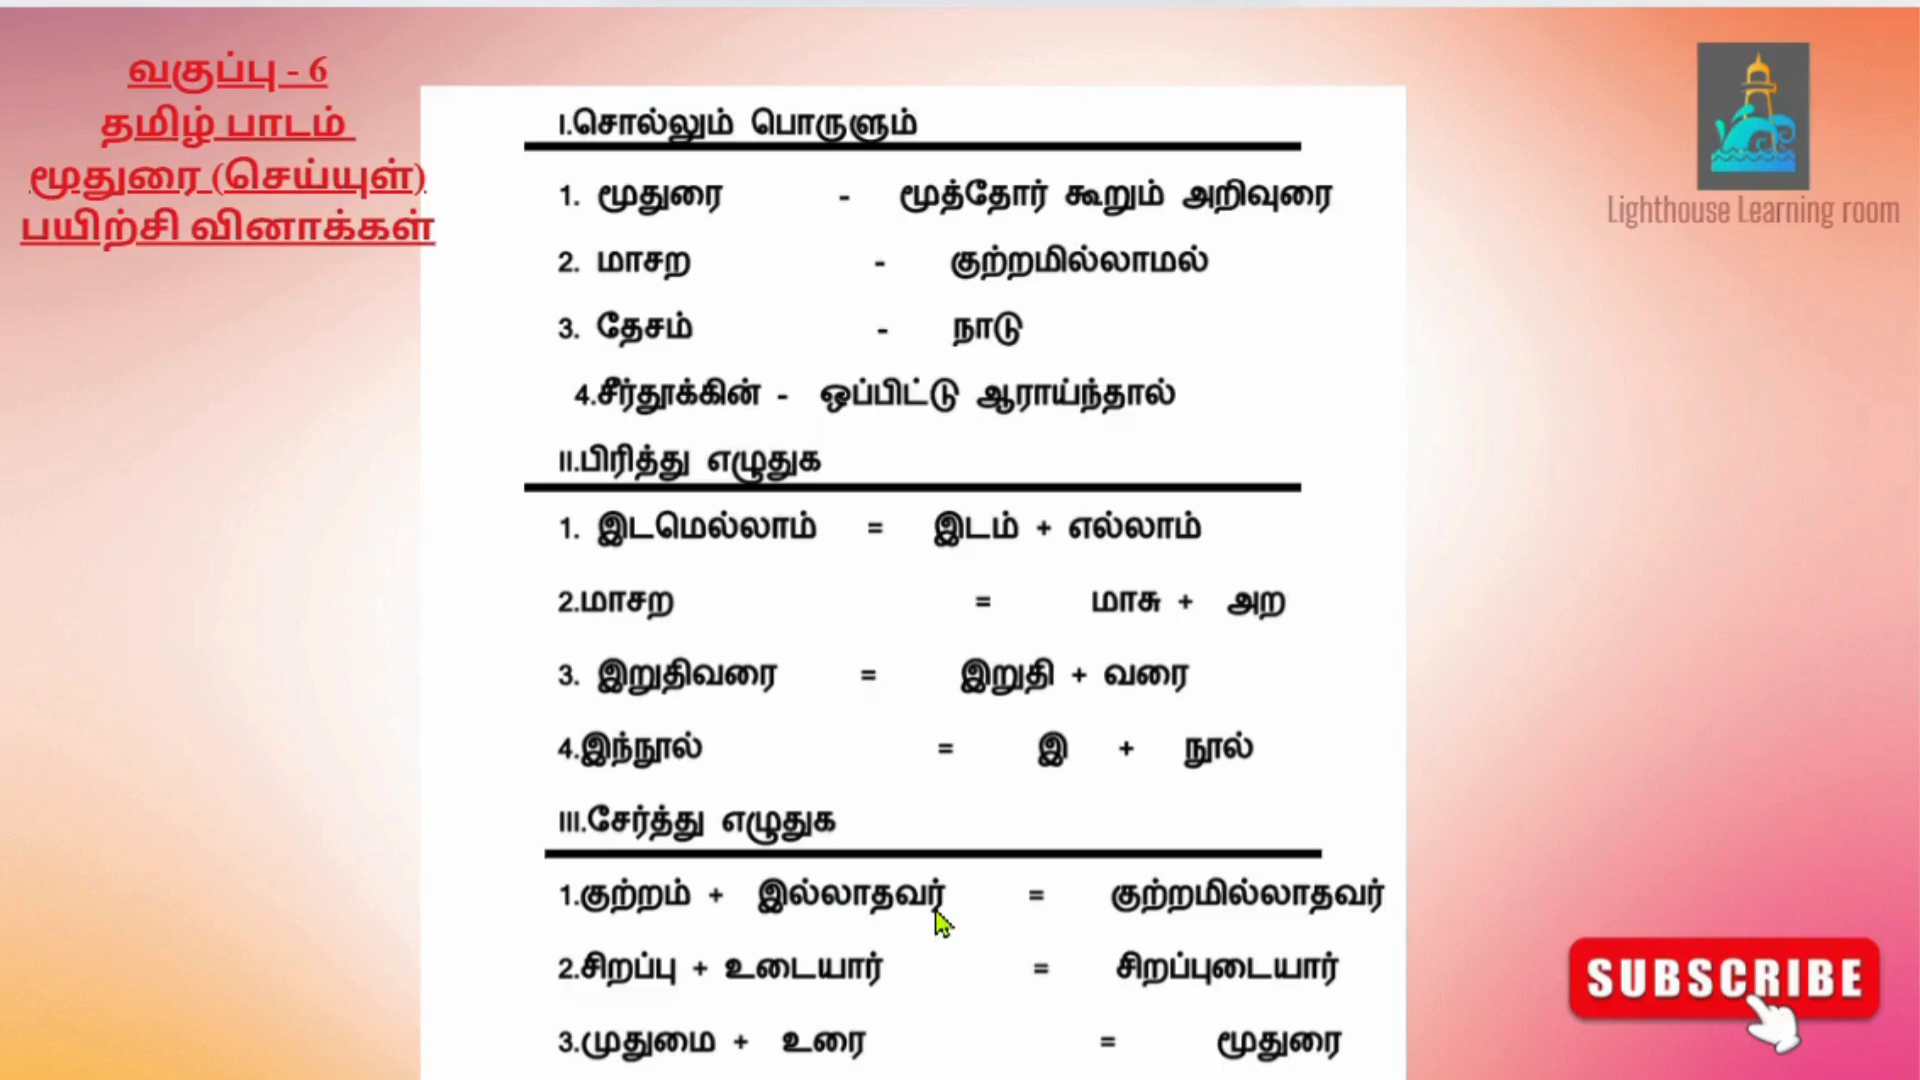 வகுப்பு - 6
தமிழ் பாடம்
மூதுரை (செய்யுள்)
பயிற்சி வினாக்கள்
I.சொல்லும் பொருளும்
1. மூதுரை - மூத்தோர் கூறும் அறிவுரை
2. மாசற - குற்றமில்லாமல்
3. தேசம் - நாடு
4.சீர்தூக்கின் - ஒப்பிட்டு ஆராய்ந்தால்
II.பிரித்து எழுதுக
1. இடமெல்லாம் = இடம் + எல்லாம்
2.மாசற = மாசு + அற
3. இறுதிவரை = இறுதி + வரை
4.இந்நூல் = இ + நூல்
III.சேர்த்து எழுதுக
1.குற்றம் + இல்லாதவர் = குற்றமில்லாதவர்
2.சிறப்பு + உடையார் = சிறப்புடையார்
3.முதுமை + உரை = மூதுரை
Lighthouse Learning room
SUBSCRIBE